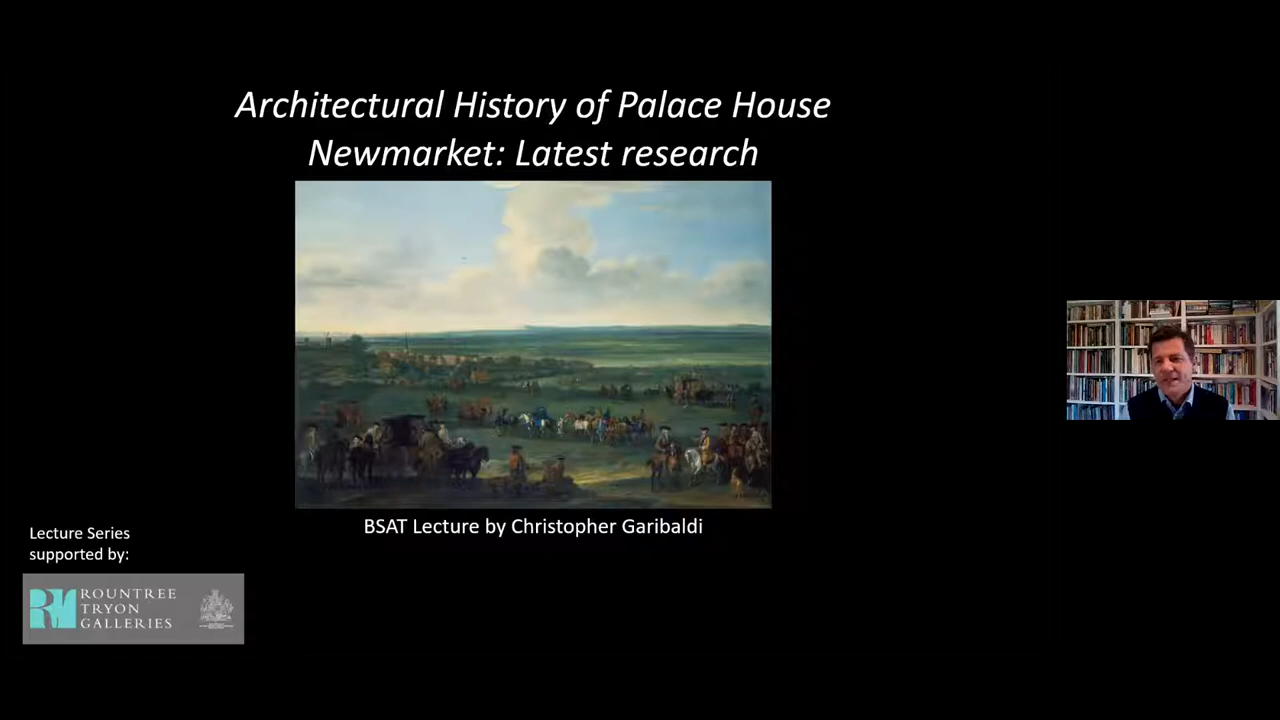 Architectural History of Palace House
Newmarket: Latest research
BSAT Lecture by Christopher Garibaldi
Lecture Series
supported by:
ROUNTREE
TRYON
GALLERIES